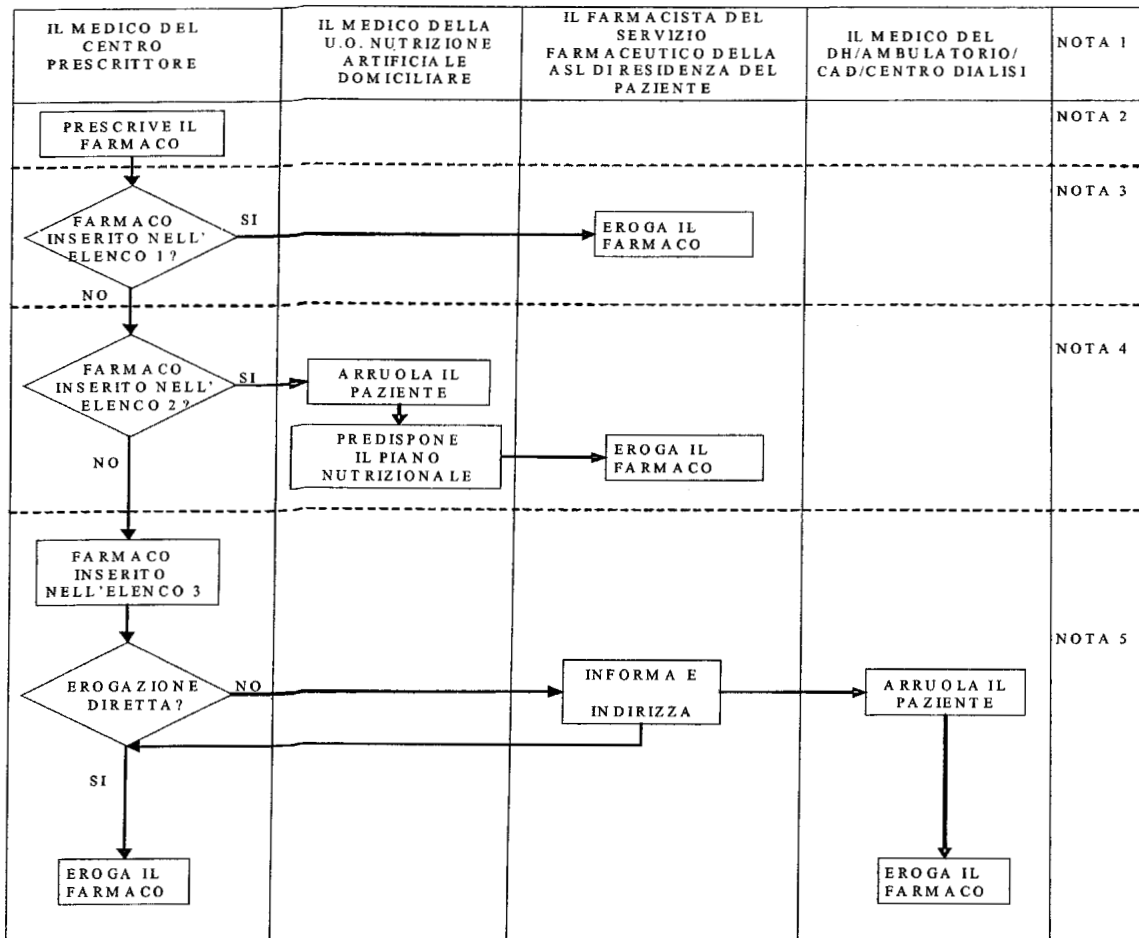 IL MEDICO DEL
CENTRO
PRESCRITTORE
IL MEDICO DELLA
U.O. NUTRIZIONE
ARTIFICIALE
DOMICILIARE
IL FARMACISTA DEL
SERVIZIO
FARMACEUTICO DELLA
ASL DI RESIDENZA DEL
PAZIENTE
IL MEDICO DEL
DH/AMBULATORIO/
CAD/CENTRO DIALISI
NOTA 1
PRESCRIVE IL
FARMACO
NOTA 2
FARMACO
INSERITO NELL'
ELENCO 1?
SI
NO
EROGA IL
FARMACO
NOTA 3
FARMACO
INSERITO NELL'
ELENCO 2?
SI
NO
ARRUOLA IL
PAZIENTE
PREDISPONE
IL PIANO
NUTRIZIONALE
EROGA IL
FARMACO
NOTA 4
FARMACO
INSERITO
NELL'ELENCO 3
EROGAZIONE
DIRETTA?
NO
SI
INFORMA E
INDIRIZZA
ARRUOLA IL
PAZIENTE
NOTA 5
EROGA IL
FARMACO
EROGA IL
FARMACO